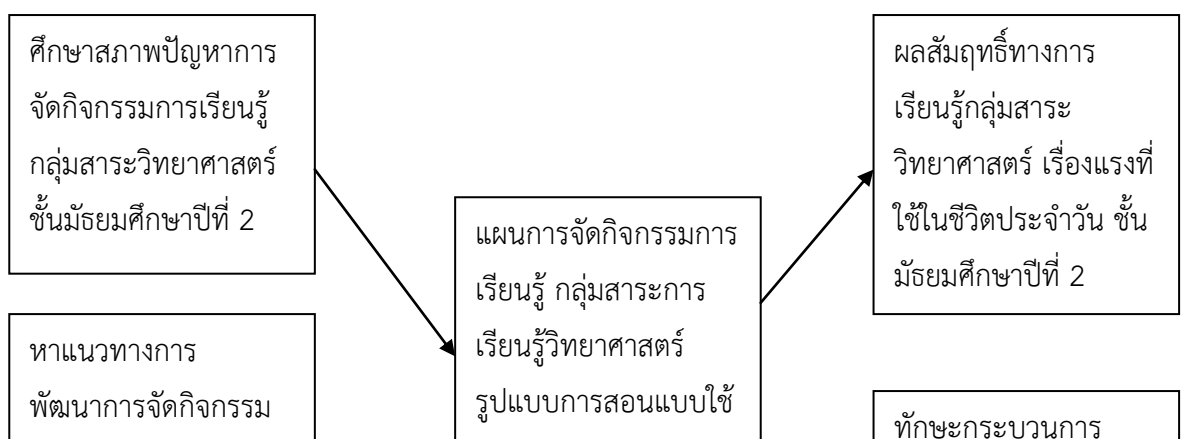 ศึกษาสภาพปัญหาการ
จัดกิจกรรมการเรียนรู้
กลุ่มสาระวิทยาศาสตร์
ชั้นมัธยมศึกษาปีที่ 2
หาแนวทางการ
พัฒนาการจัดกิจกรรม
แผนการจัดกิจกรรมการ
เรียนรู้ กลุ่มสาระการ
เรียนรู้วิทยาศาสตร์
รูปแบบการสอนแบบใช้
ผลสัมฤทธิ์ทางการ
เรียนรู้กลุ่มสาระ
วิทยาศาสตร์ เรื่องแรงที่
ใช้ในชีวิตประจำวัน ชั้น
มัธยมศึกษาปีที่ 2
ทักษะกระบวนการ